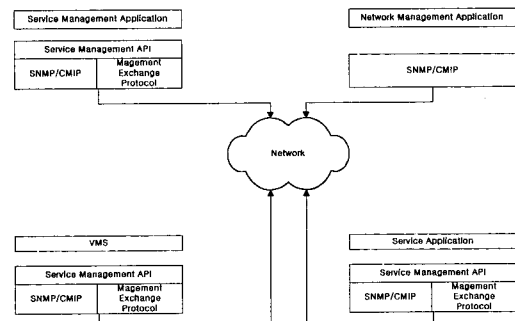 Service Management Application
Network Management Application
Service Management API
SNMP/CMIP
Magement
Exchange
Protocol
SNMP/CMIP
Network
VMS
Service Application
Service Management API
SNMP/CMIP
Magement
Exchange
Protocol
Service Management API
SNMP/CMIP
Magement
Exchange
Protocol